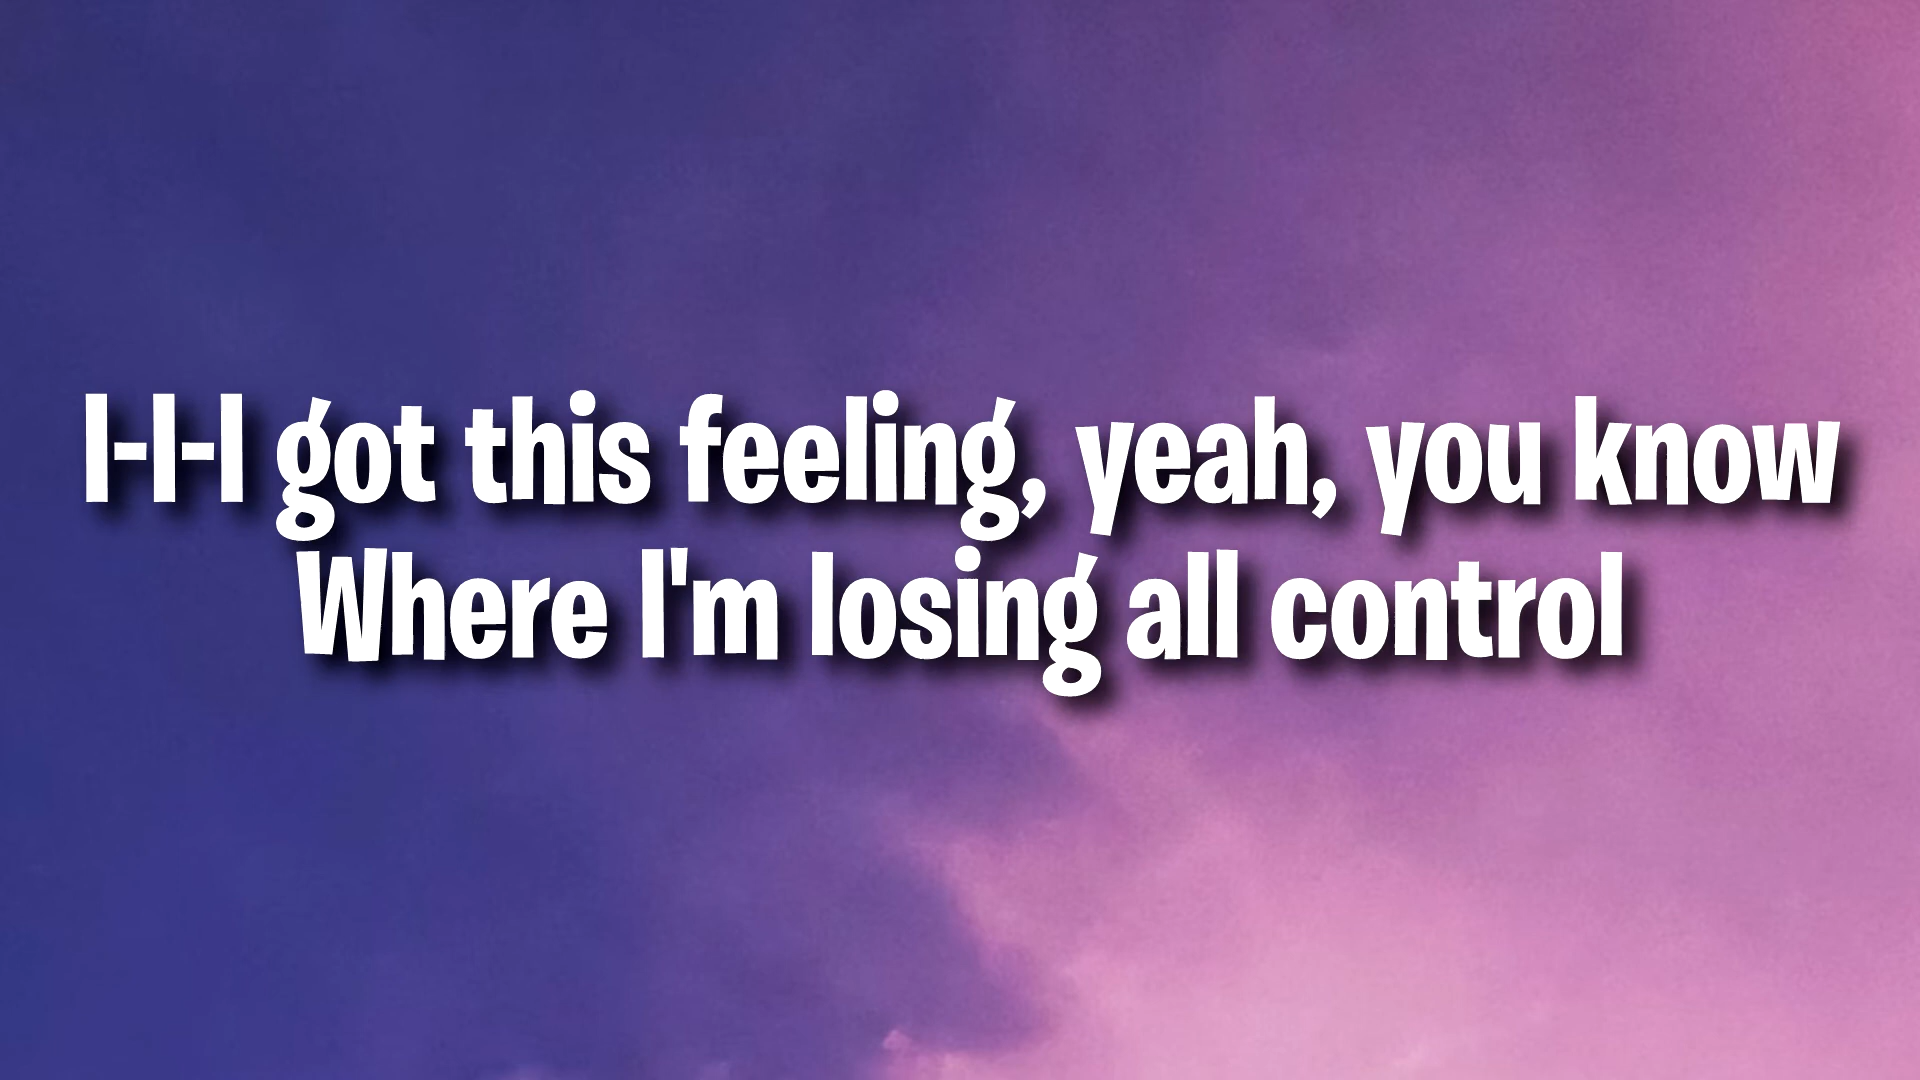 I-I-I got this feeling, yeah, you know
Where I'm losing all control